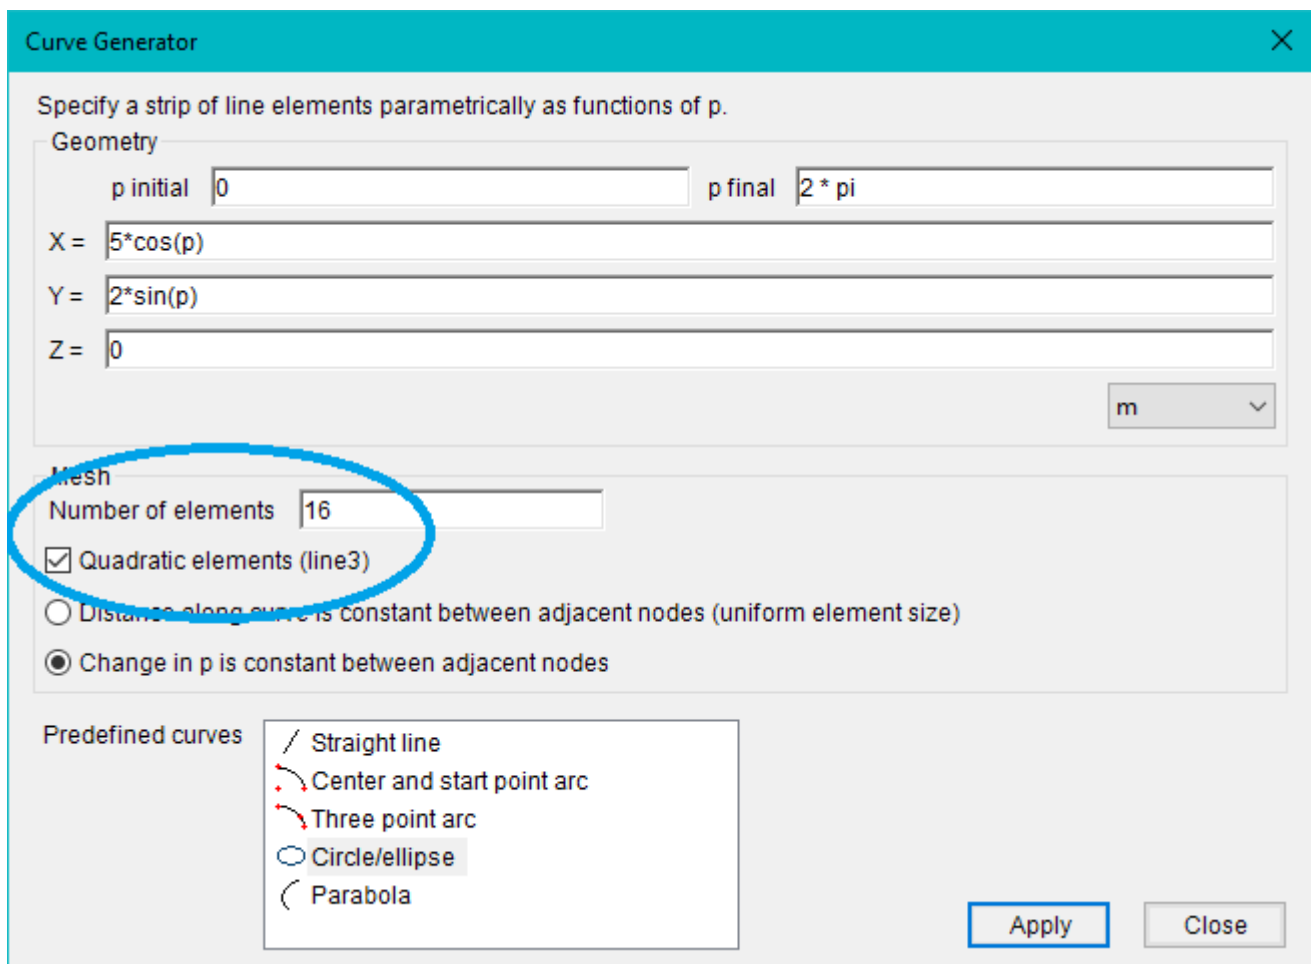 Curve Generator
Specify a strip of line elements parametrically as functions of p.
Geometry
p initial 0 p final 2 * pi
X = 5*cos(p)
Y = 2*sin(p)
Z = 0
m
Mesh
Number of elements 16
Quadratic elements (line3)
Distance along curve is constant between adjacent nodes (uniform element size)
Change in p is constant between adjacent nodes
Predefined curves
Straight line
Center and start point arc
Three point arc
Circle/ellipse
Parabola
Apply Close